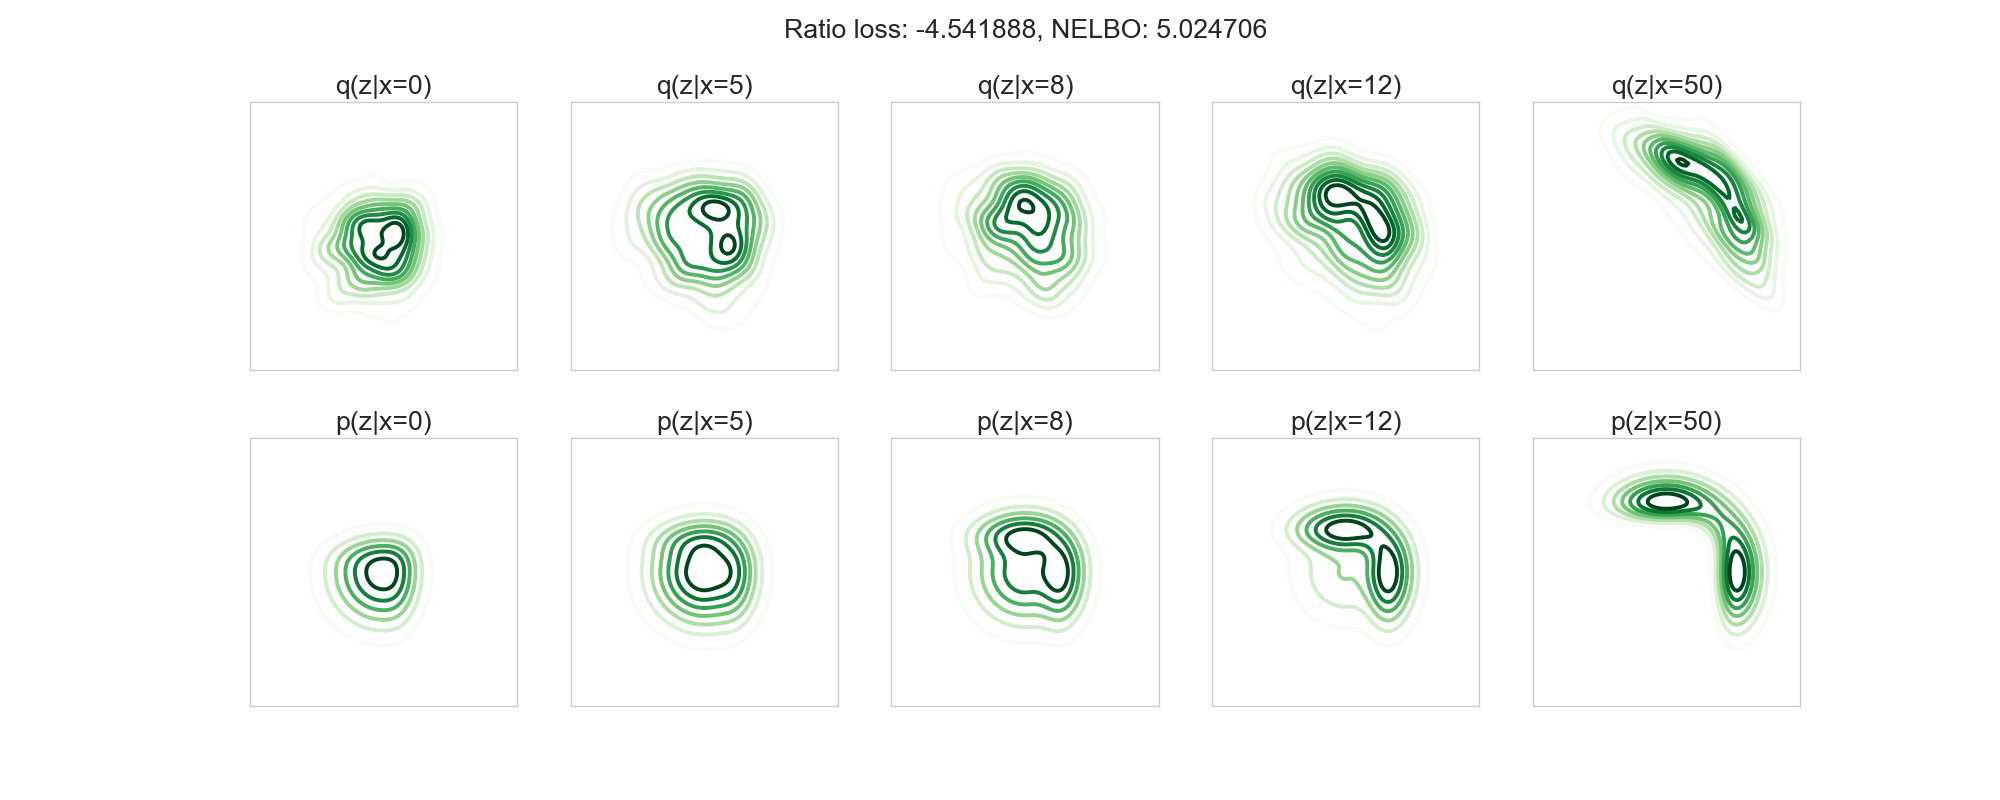 Ratio loss: -4.541888, NELBO: 5.024706
q(z|x=0) q(z|x=5) q(z|x=8) q(z|x=12) q(z|x=50)
p(z|x=0) p(z|x=5) p(z|x=8) p(z|x=12) p(z|x=50)